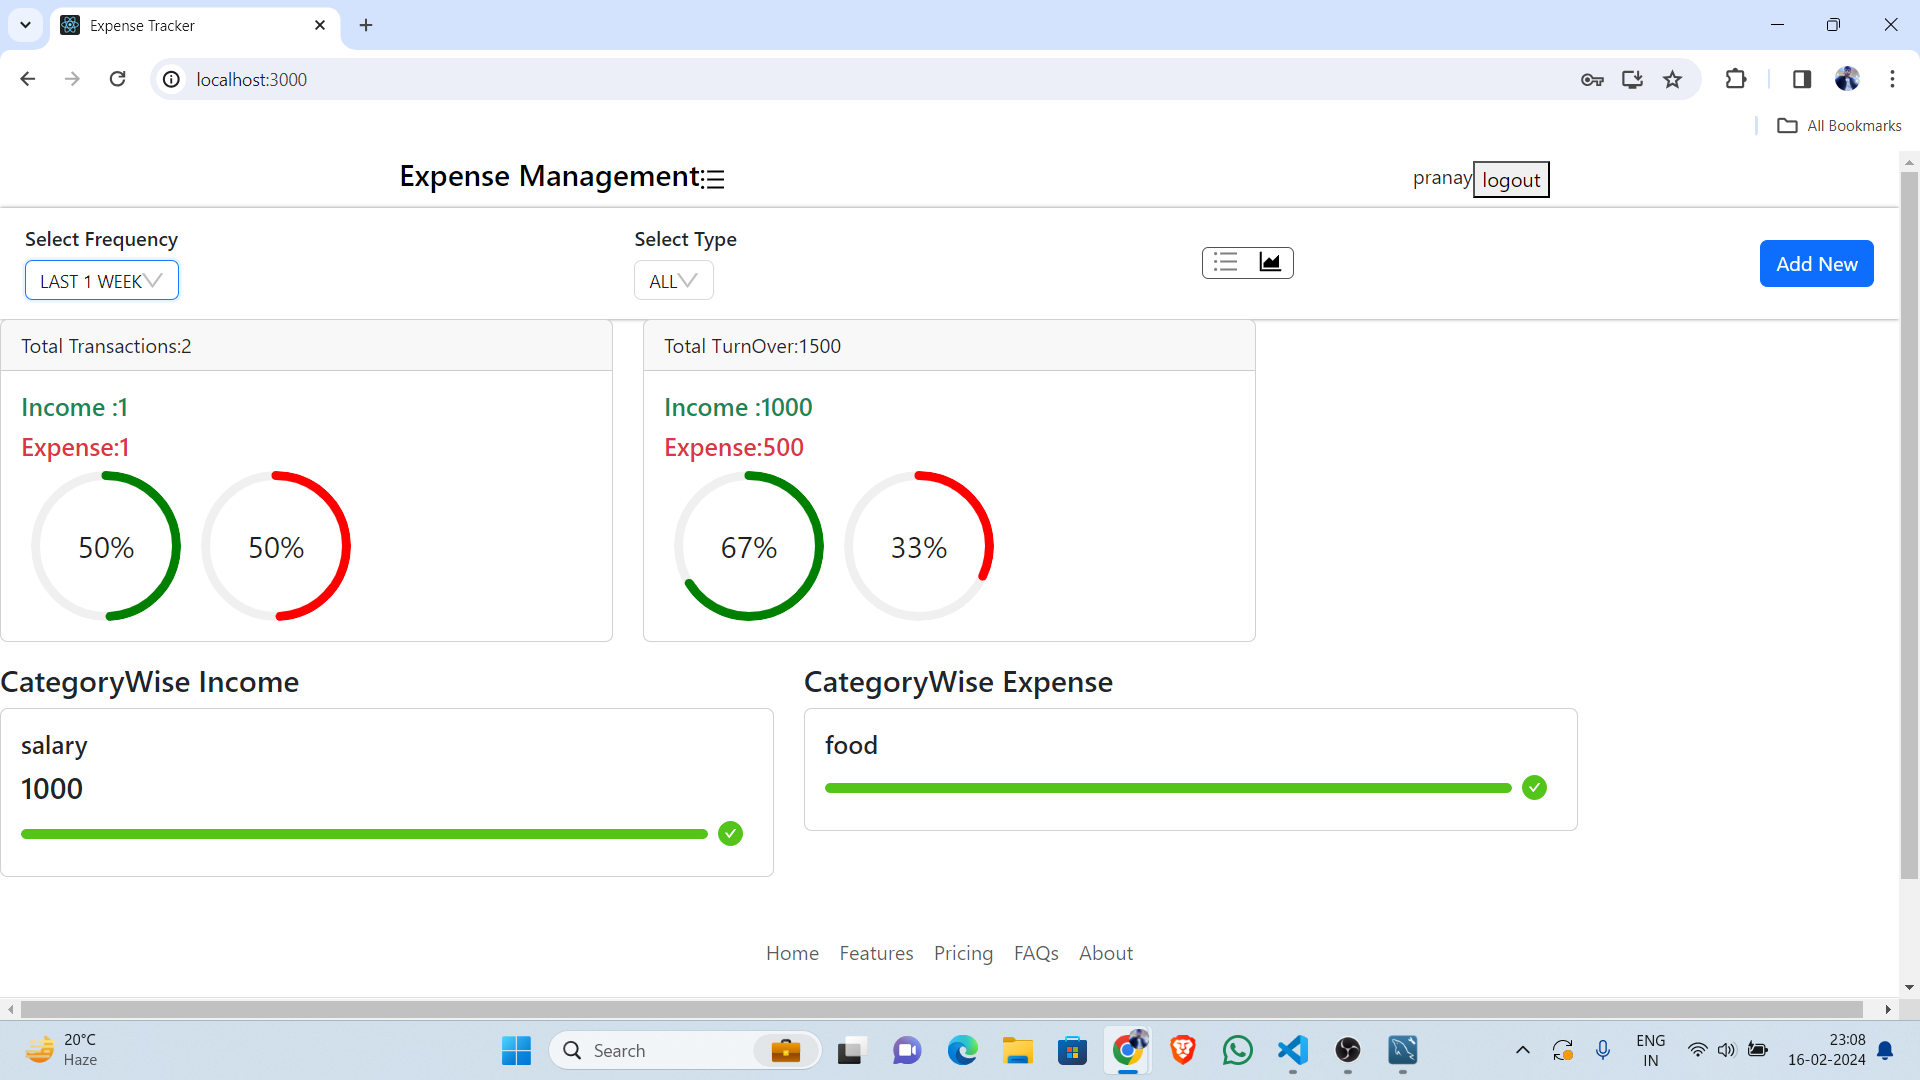 Expense Tracker
localhost:3000
All Bookmarks
Expense Management
pranay logout
Select Frequency
LAST 1 WEEK
Select Type
ALL
Add New
Total Transactions:2
Income :1
Expense:1
50%
50%
Total TurnOver:1500
Income :1000
Expense:500
67%
33%
CategoryWise Income
salary
1000
CategoryWise Expense
food
Home Features Pricing FAQs About
20°C
Haze
Search
ENG
IN
23:08
16-02-2024